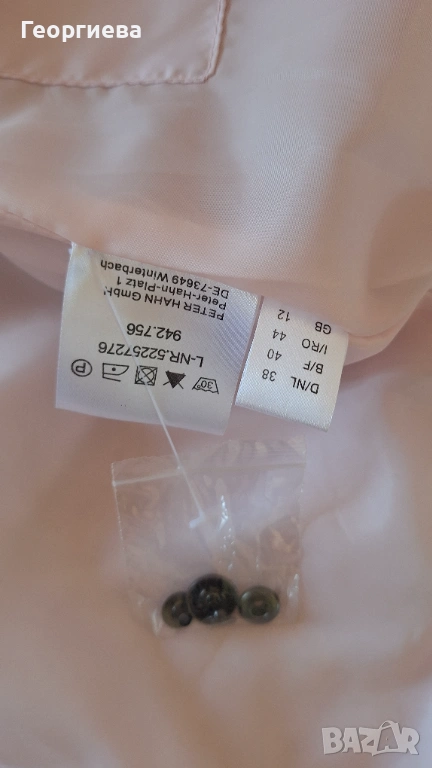 Георгиева
L-NR.52257276
942.756
PETER HAHN GmbH
Peter-Hahn-Platz 1
DE-73649 Winterbach
30°
P
D/NL 38
B/F 40
I/RO 44
GB 12
BAZAR